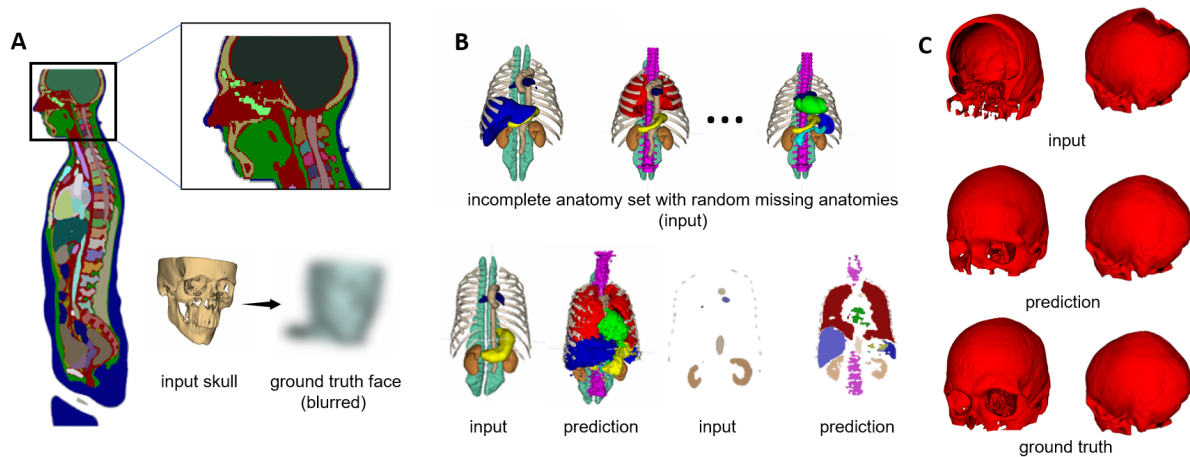 A
B
C
incomplete anatomy set with random missing anatomies
(input)
input
prediction
ground truth
input skull
ground truth face
(blurred)
input
prediction
input
prediction